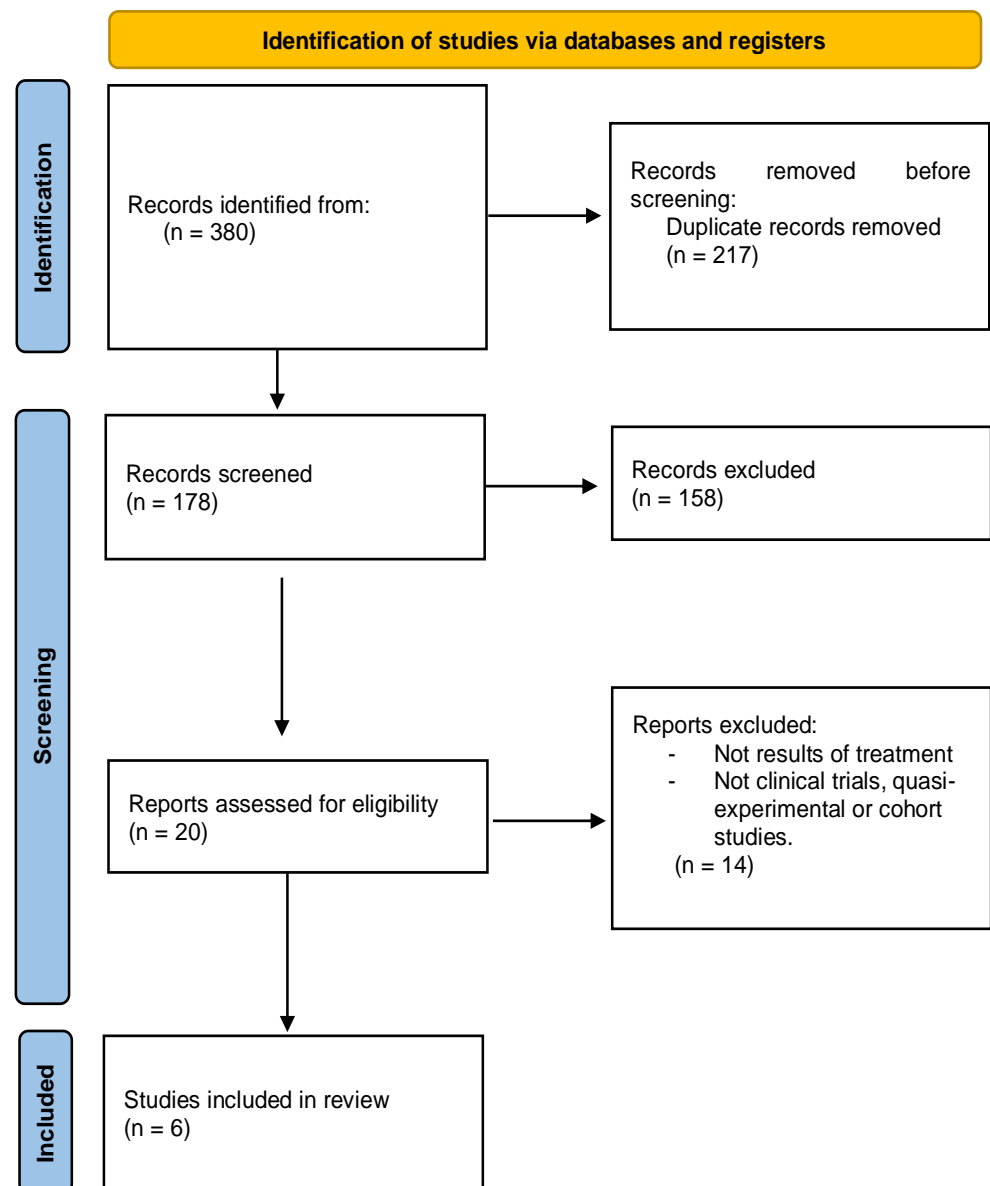 Identification of studies via databases and registers
Identification
Records identified from:
(n = 380)
Records removed before
screening:
Duplicate records removed
(n = 217)
Screening
Records screened
(n = 178)
Records excluded
(n = 158)
Reports assessed for eligibility
(n = 20)
Reports excluded:
- Not results of treatment
- Not clinical trials, quasi-
experimental or cohort
studies.
(n = 14)
Included
Studies included in review
(n = 6)